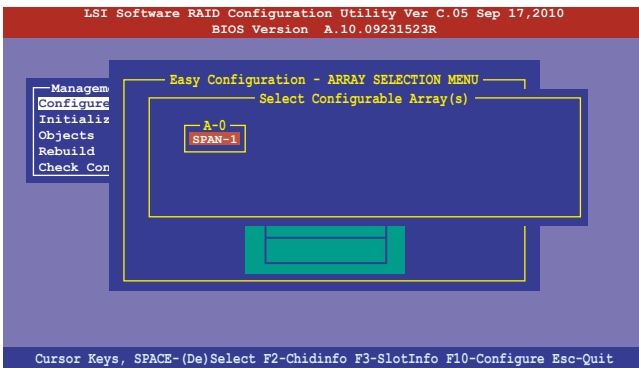 LSI Software RAID Configuration Utility Ver C.05 Sep 17,2010
BIOS Version A.10.09231523R
Easy Configuration - ARRAY SELECTION MENU
Managem
Select Configurable Array(s)
Configure
Initializ
A-0
Objects
SPAN-1
Rebuild
Check Con
Cursor Keys, SPACE-(De)Select F2-Chidinfo F3-SlotInfo F10-Configure Esc-Quit